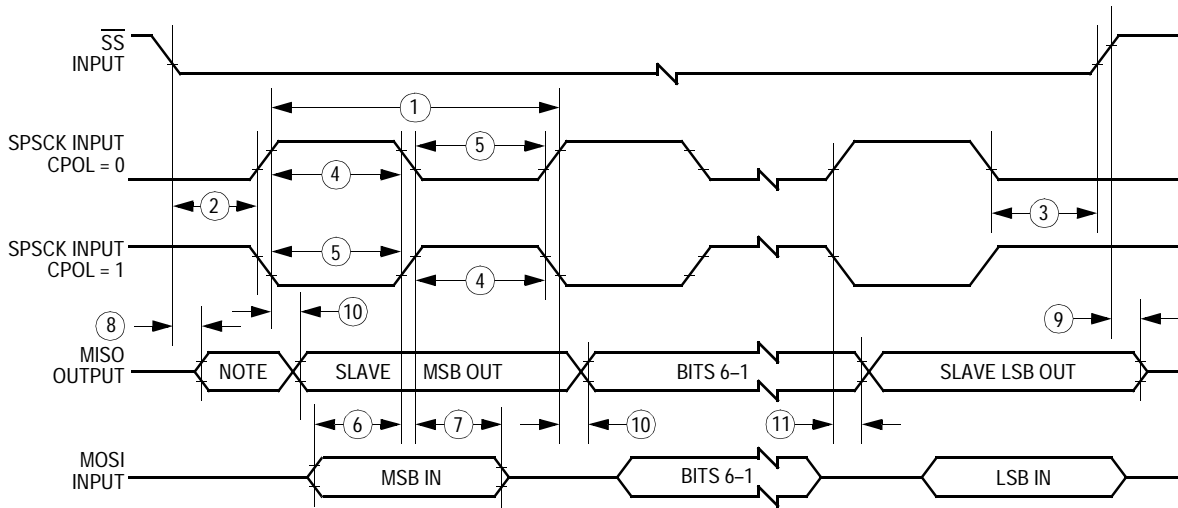 SS
INPUT
1
SPSCK INPUT
CPOL = 0
5
4
2
3
SPSCK INPUT
CPOL = 1
5
4
8
10
9
MISO
OUTPUT
NOTE
SLAVE MSB OUT
BITS 6–1
SLAVE LSB OUT
6
7
10
11
MOSI
INPUT
MSB IN
BITS 6–1
LSB IN